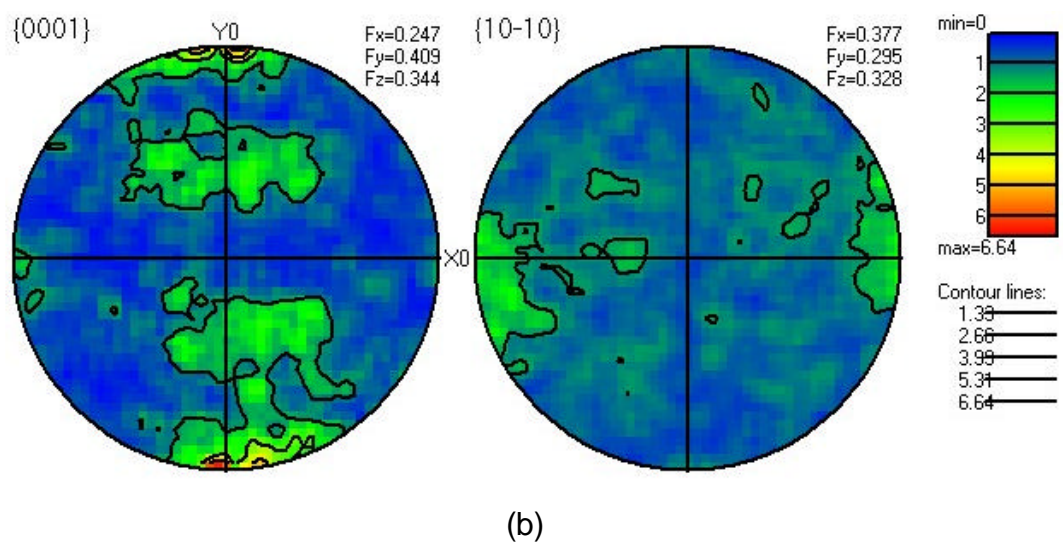 {0001}
Y0
Fx=0.247
Fy=0.409
Fz=0.344
{10-10}
Fx=0.377
Fy=0.295
Fz=0.328
X0
min=0
1
2
3
4
5
6
max=6.64
Contour lines:
1.33
2.66
3.99
5.31
6.64
(b)